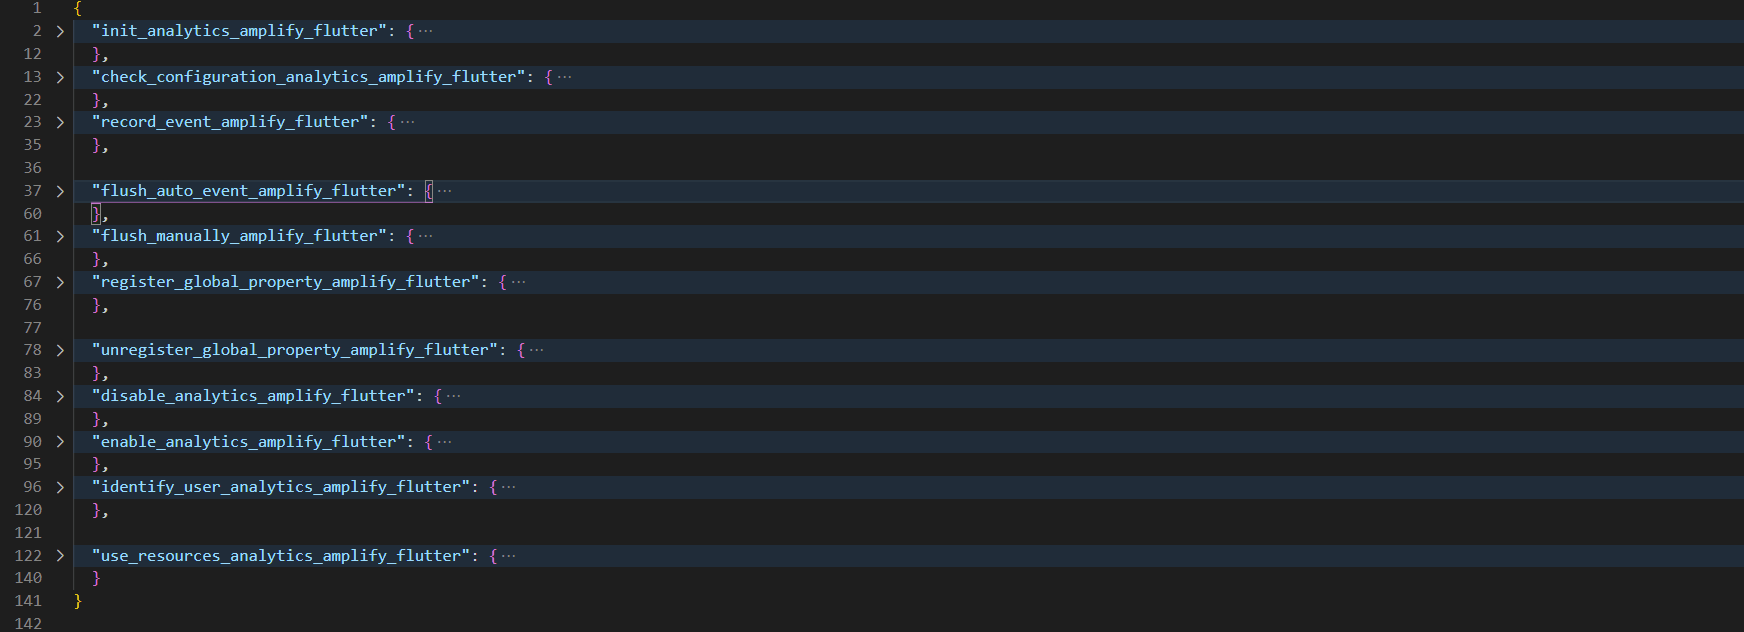 1 {
2 "init_analytics_amplify_flutter": { ···
12 },
13 "check_configuration_analytics_amplify_flutter": { ···
22 },
23 "record_event_amplify_flutter": { ···
35 },
36
37 "flush_auto_event_amplify_flutter": { ···
60 },
61 "flush_manually_amplify_flutter": { ···
66 },
67 "register_global_property_amplify_flutter": { ···
76 },
77
78 "unregister_global_property_amplify_flutter": { ···
83 },
84 "disable_analytics_amplify_flutter": { ···
89 },
90 "enable_analytics_amplify_flutter": { ···
95 },
96 "identify_user_analytics_amplify_flutter": { ···
120 },
121
122 "use_resources_analytics_amplify_flutter": { ···
140 }
141 }
142